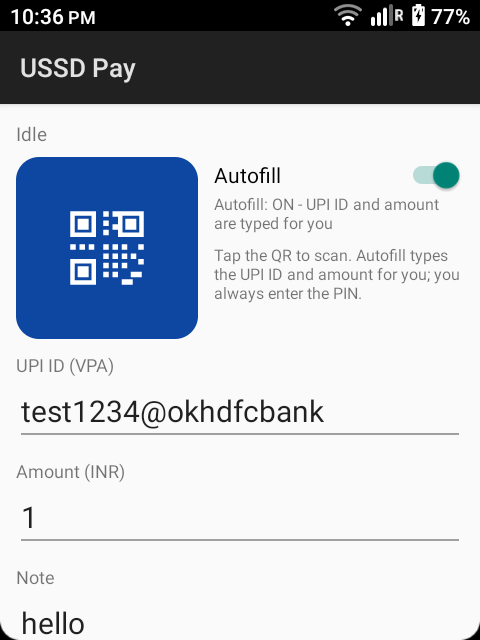 10:36 PM
R 77%
USSD Pay
Idle
Autofill
Autofill: ON - UPI ID and amount
are typed for you
Tap the QR to scan. Autofill types
the UPI ID and amount for you; you
always enter the PIN.
UPI ID (VPA)
test1234@okhdfcbank
Amount (INR)
1
Note
hello